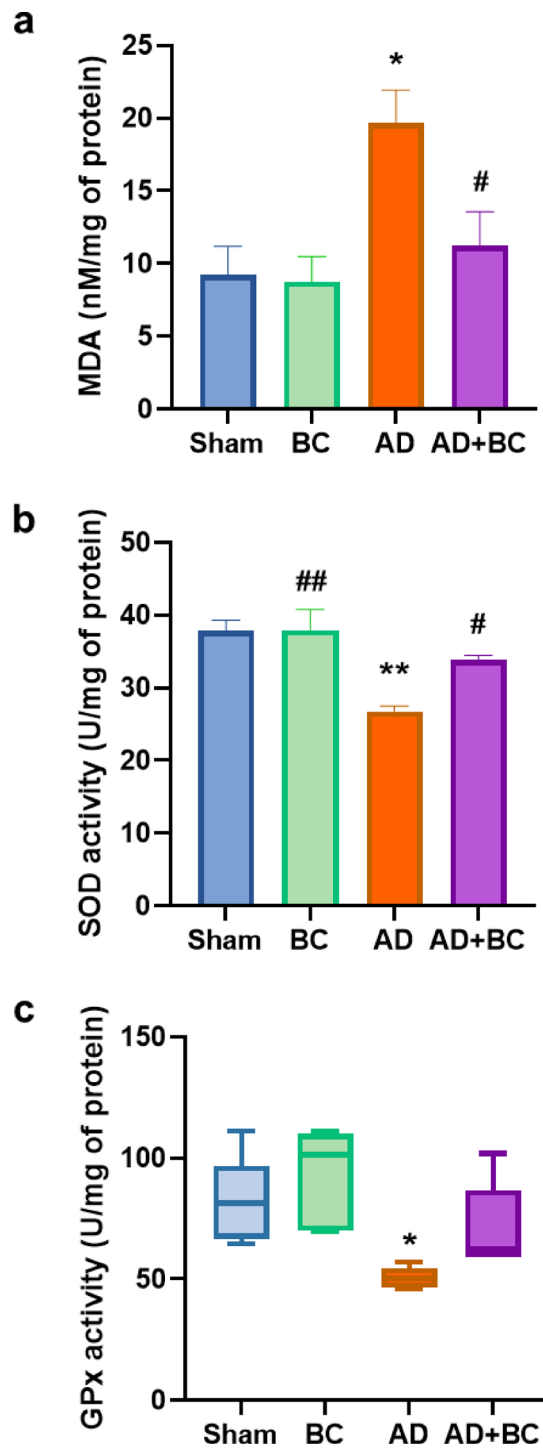 a
MDA (nM/mg of protein)
25
20
15
10
5
0
*
#
Sham BC AD AD+BC
b
SOD activity (U/mg of protein)
50
40
30
20
10
0
##
**
#
Sham BC AD AD+BC
c
GPx activity (U/mg of protein)
150
100
50
0
*
Sham BC AD AD+BC